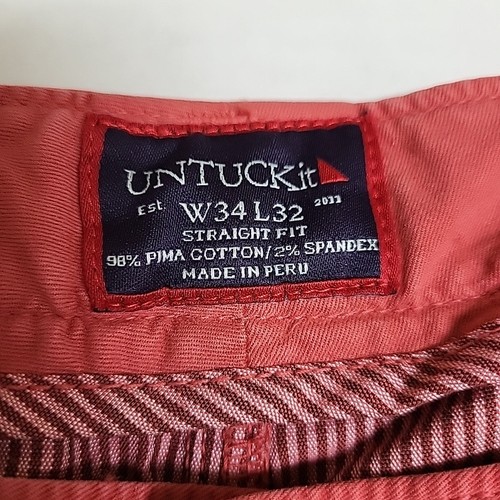 UNTUCKit
Est. W34 L32 2011
STRAIGHT FIT
98% PIMA COTTON/2% SPANDEX
MADE IN PERU